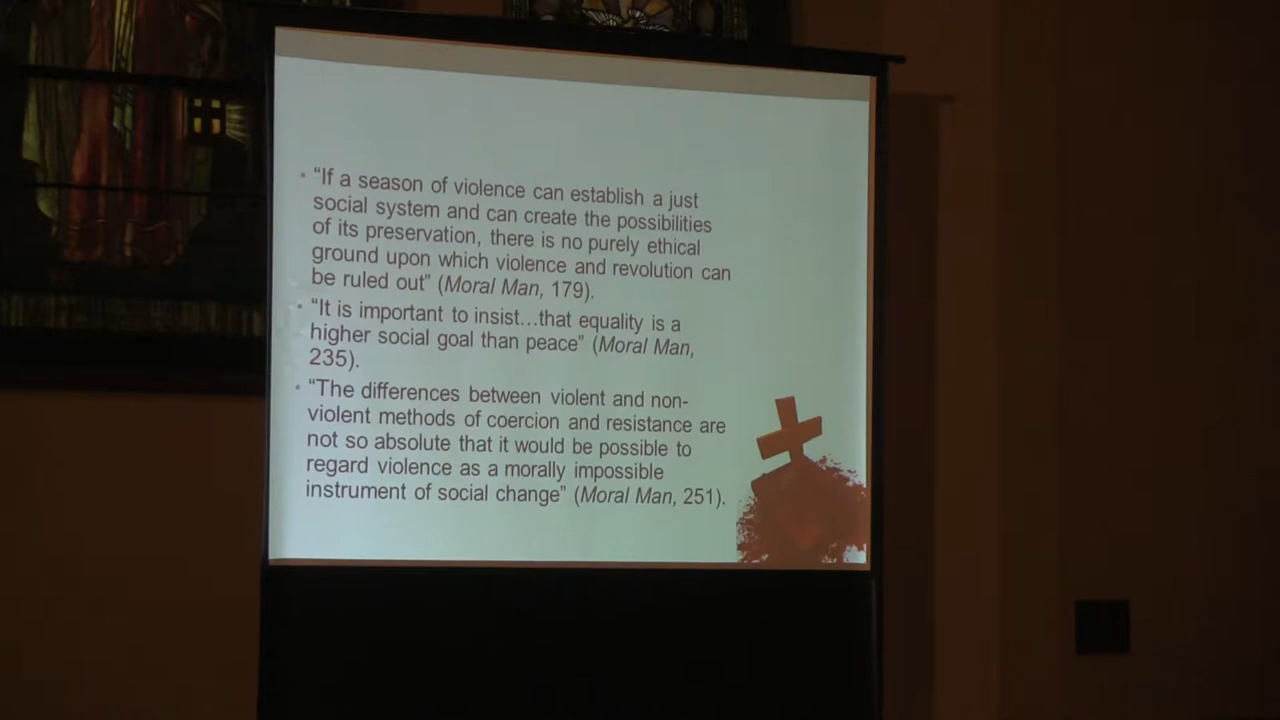 • “If a season of violence can establish a just
social system and can create the possibilities
of its preservation, there is no purely ethical
ground upon which violence and revolution can
be ruled out” (Moral Man, 179).
• “It is important to insist…that equality is a
higher social goal than peace” (Moral Man,
235).
• “The differences between violent and non-
violent methods of coercion and resistance are
not so absolute that it would be possible to
regard violence as a morally impossible
instrument of social change” (Moral Man, 251).